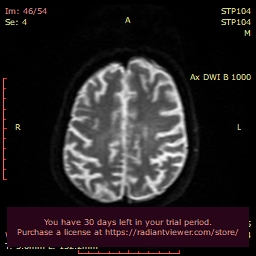 Im: 46/54
Se: 4
A
STP104
STP104
M
Ax DWI B 1000
R
L
You have 30 days left in your trial period.
Purchase a license at https://radiantviewer.com/store/